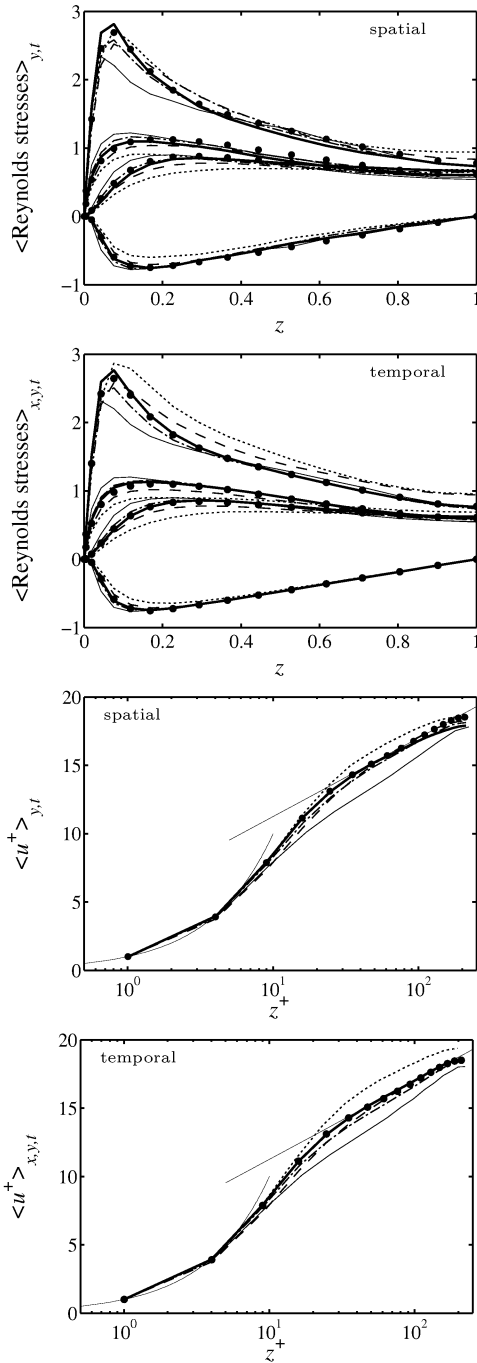 spatial
<Reynolds stresses> y,t
3
2
1
0
−1
0 0.2 0.4 0.6 0.8 1
z
temporal
<Reynolds stresses> x,y,t
3
2
1
0
−1
0 0.2 0.4 0.6 0.8 1
z
spatial
<u+> y,t
20
15
10
5
0
10^0 10^1 10^2
z+
temporal
<u+> x,y,t
20
15
10
5
0
10^0 10^1 10^2
z+